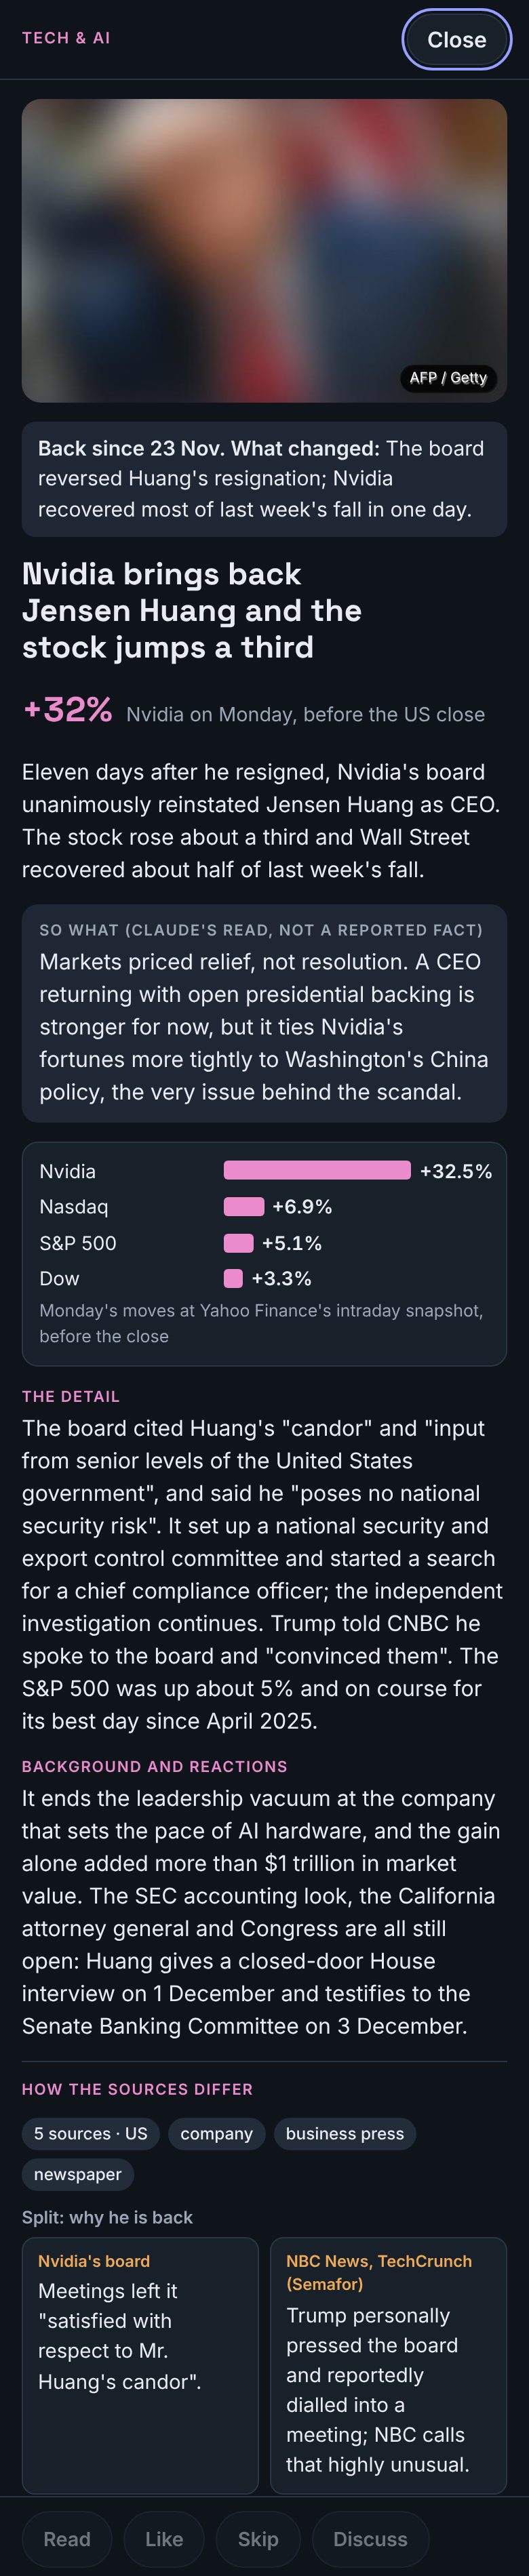 TECH & AI
Close
AFP / Getty
Back since 23 Nov. What changed: The board
reversed Huang's resignation; Nvidia
recovered most of last week's fall in one day.
Nvidia brings back
Jensen Huang and the
stock jumps a third
+32% Nvidia on Monday, before the US close
Eleven days after he resigned, Nvidia's board
unanimously reinstated Jensen Huang as CEO.
The stock rose about a third and Wall Street
recovered about half of last week's fall.
SO WHAT (CLAUDE'S READ, NOT A REPORTED FACT)
Markets priced relief, not resolution. A CEO
returning with open presidential backing is
stronger for now, but it ties Nvidia's
fortunes more tightly to Washington's China
policy, the very issue behind the scandal.
Nvidia +32.5%
Nasdaq +6.9%
S&P 500 +5.1%
Dow +3.3%
Monday's moves at Yahoo Finance's intraday snapshot,
before the close
THE DETAIL
The board cited Huang's "candor" and "input
from senior levels of the United States
government", and said he "poses no national
security risk". It set up a national security and
export control committee and started a search
for a chief compliance officer; the independent
investigation continues. Trump told CNBC he
spoke to the board and "convinced them". The
S&P 500 was up about 5% and on course for
its best day since April 2025.
BACKGROUND AND REACTIONS
It ends the leadership vacuum at the company
that sets the pace of AI hardware, and the gain
alone added more than $1 trillion in market
value. The SEC accounting look, the California
attorney general and Congress are all still
open: Huang gives a closed-door House
interview on 1 December and testifies to the
Senate Banking Committee on 3 December.
HOW THE SOURCES DIFFER
5 sources · US company business press
newspaper
Split: why he is back
Nvidia's board
Meetings left it
"satisfied with
respect to Mr.
Huang's candor".
NBC News, TechCrunch
(Semafor)
Trump personally
pressed the board
and reportedly
dialled into a
meeting; NBC calls
that highly unusual.
Read Like Skip Discuss